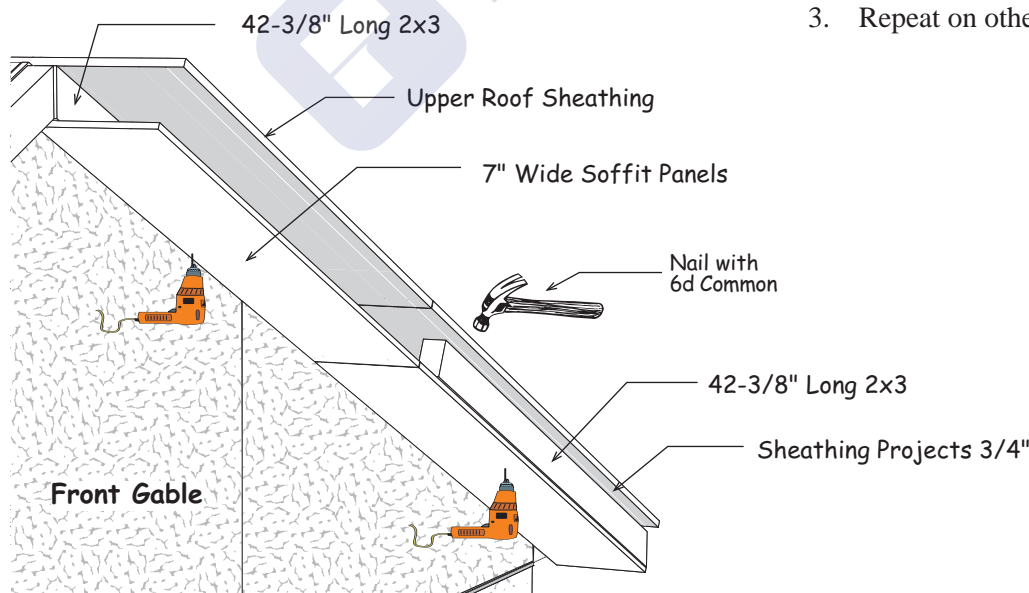 3. Repeat on othe
42-3/8" Long 2x3
Upper Roof Sheathing
7" Wide Soffit Panels
Nail with
6d Common
42-3/8" Long 2x3
Sheathing Projects 3/4"
Front Gable